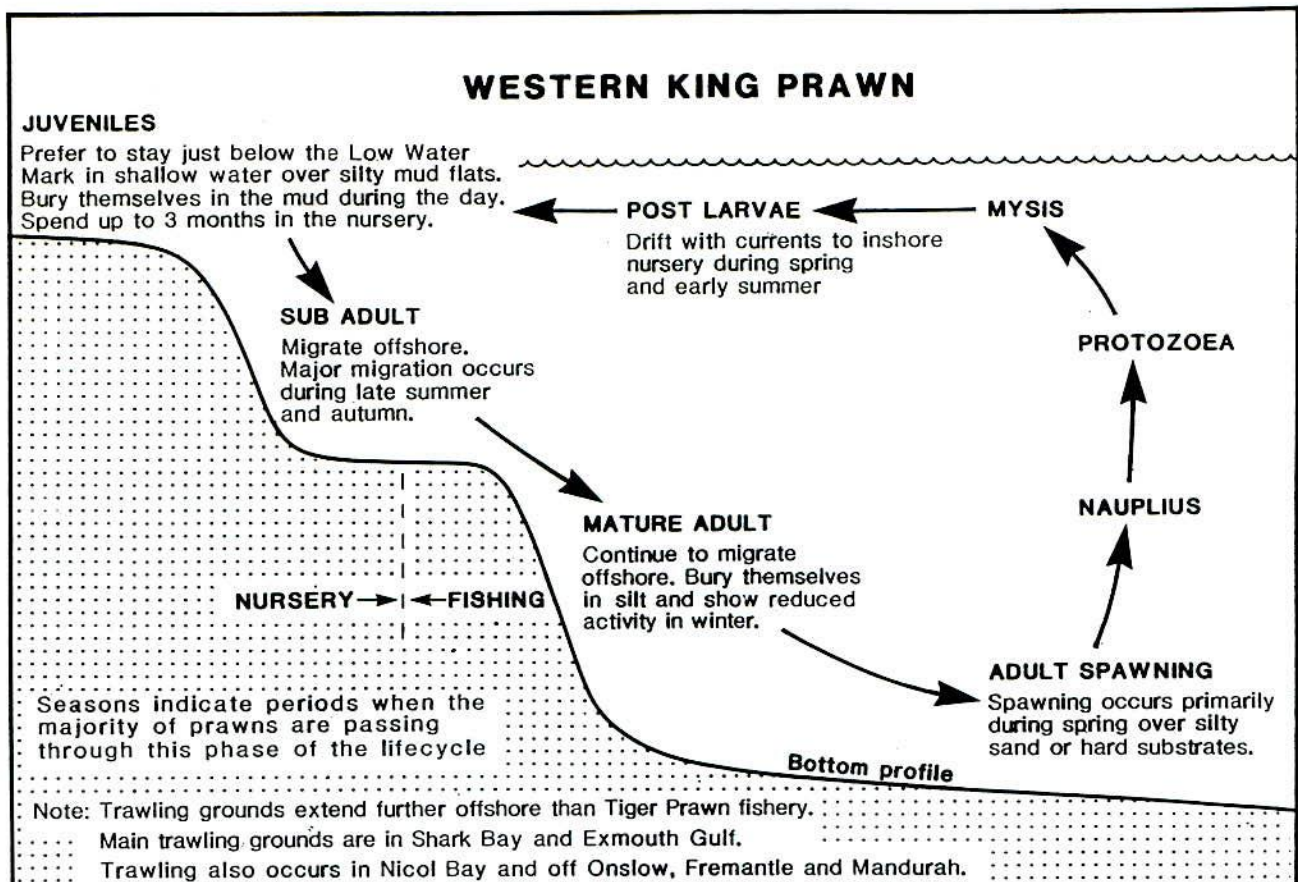 WESTERN KING PRAWN
JUVENILES
Prefer to stay just below the Low Water
Mark in shallow water over silty mud flats.
Bury themselves in the mud during the day.
Spend up to 3 months in the nursery.
POST LARVAE
Drift with currents to inshore
nursery during spring
and early summer
MYSIS
PROTOZOEA
NAUPLIUS
SUB ADULT
Migrate offshore.
Major migration occurs
during late summer
and autumn.
MATURE ADULT
Continue to migrate
offshore. Bury themselves
in silt and show reduced
activity in winter.
ADULT SPAWNING
Spawning occurs primarily
during spring over silty
sand or hard substrates.
NURSERY FISHING
Seasons indicate periods when the
majority of prawns are passing
through this phase of the lifecycle
Bottom profile
Note: Trawling grounds extend further offshore than Tiger Prawn fishery.
Main trawling grounds are in Shark Bay and Exmouth Gulf.
Trawling also occurs in Nicol Bay and off Onslow, Fremantle and Mandurah.